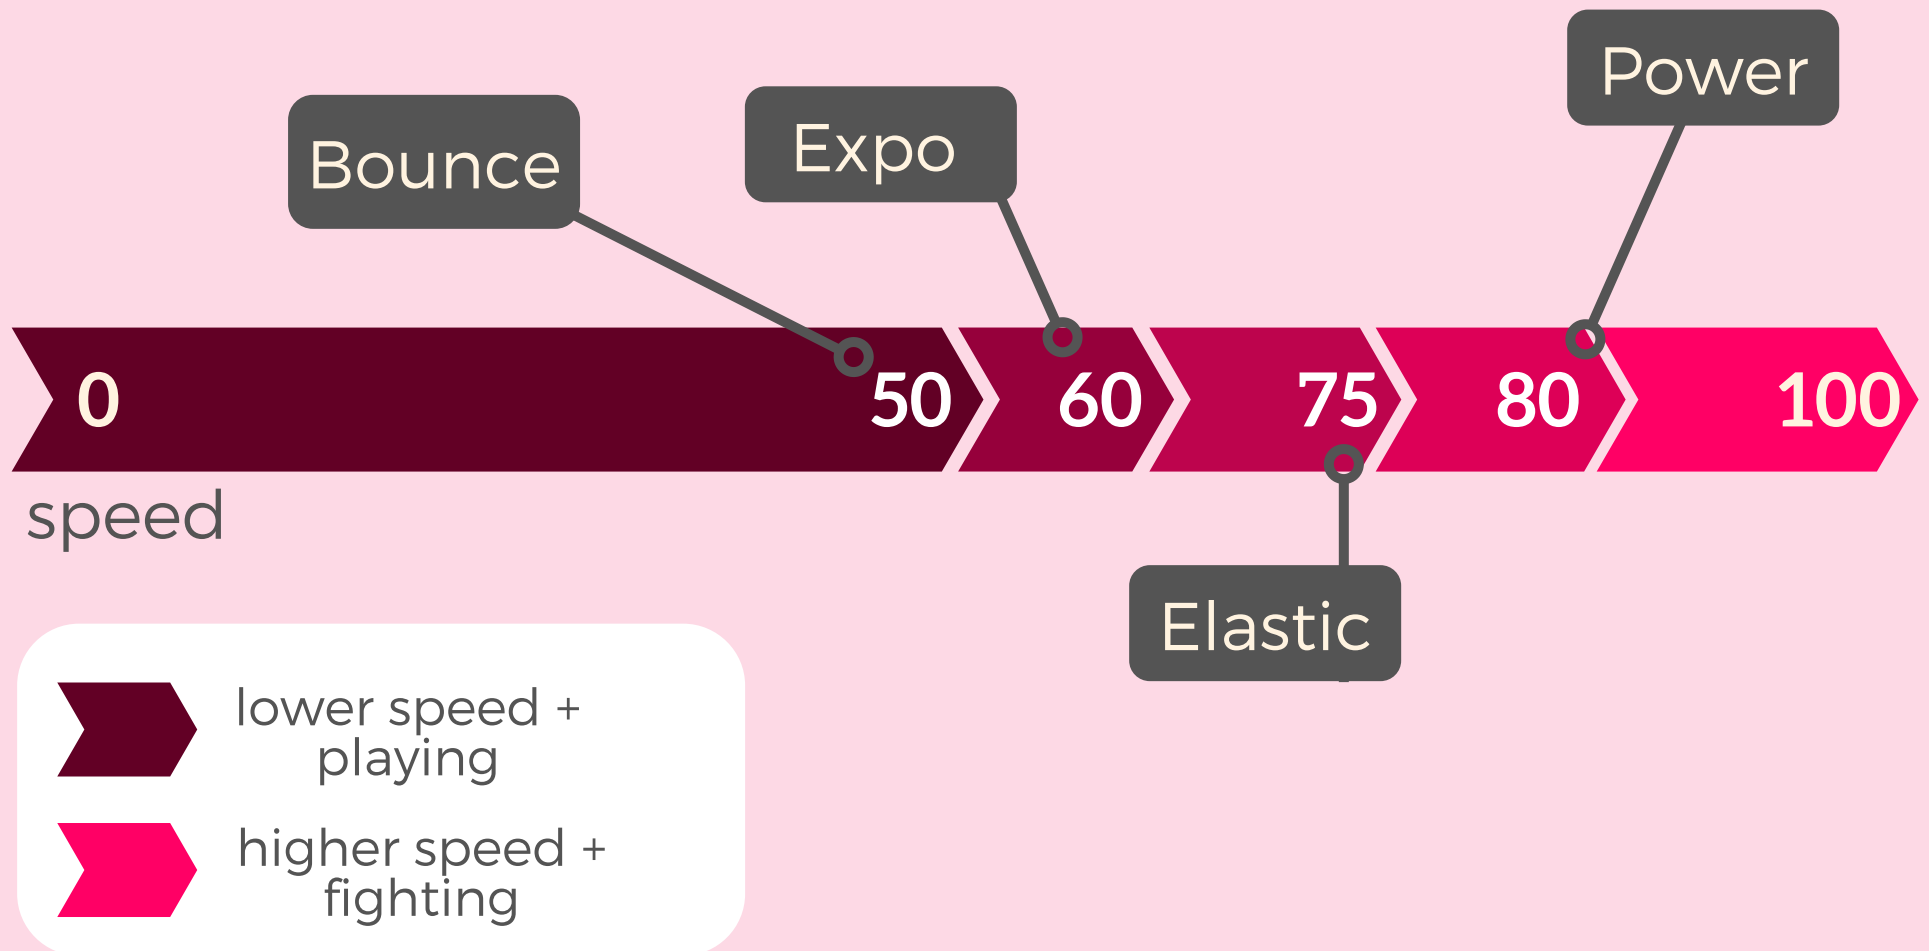 Power
Expo
Bounce
0 50 60 75 80 100
speed
Elastic
lower speed +
playing
higher speed +
fighting